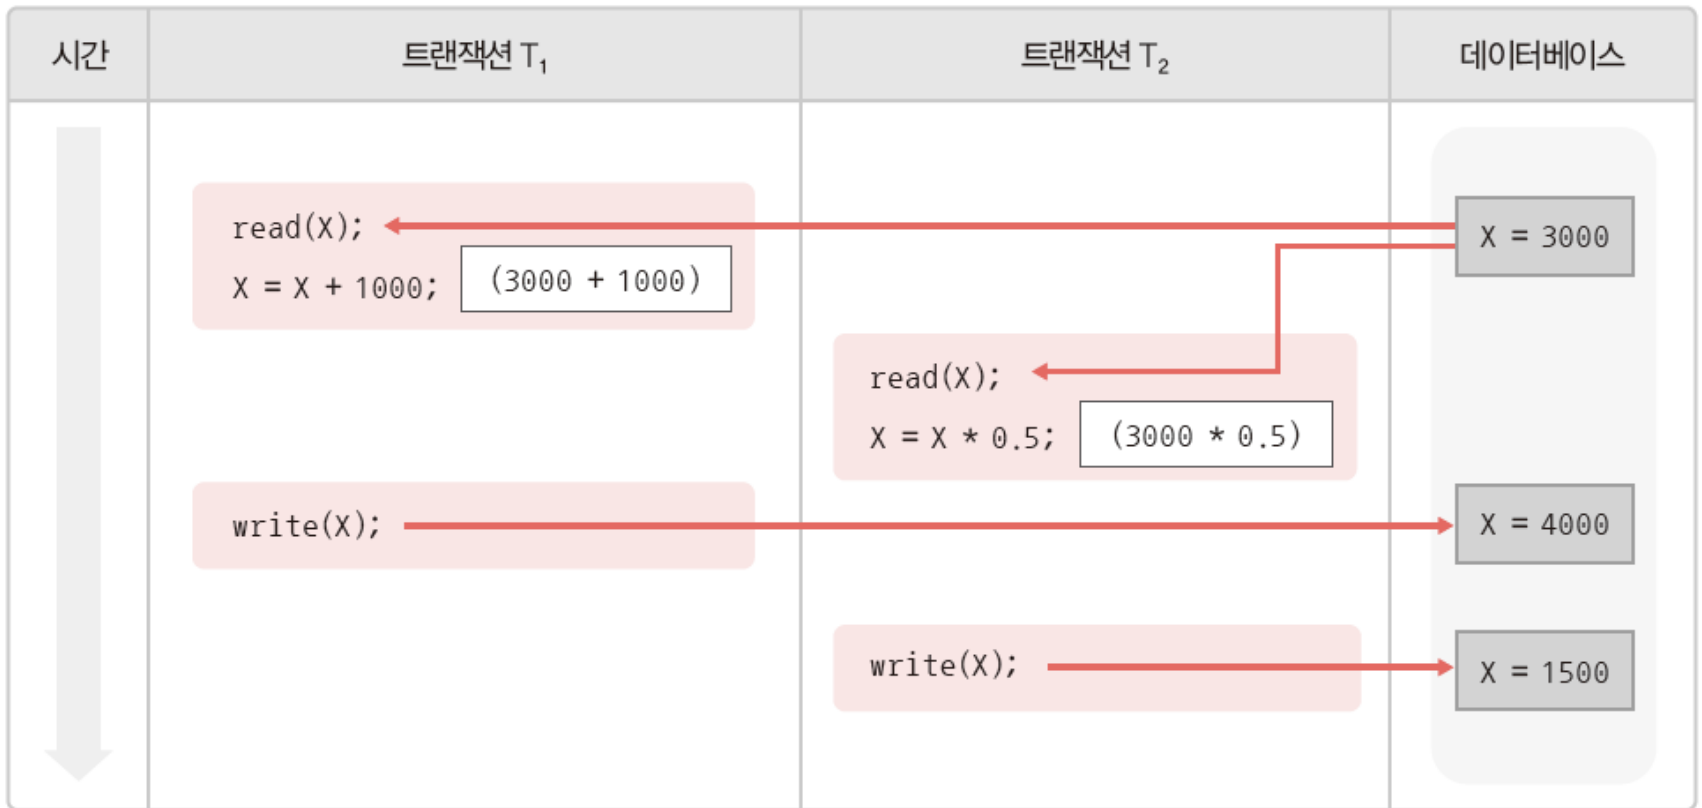 시간
트랜잭션 T₁
트랜잭션 T₂
데이터베이스
read(X);
X = 3000
X = X + 1000;
(3000 + 1000)
read(X);
X = X * 0.5;
(3000 * 0.5)
write(X);
X = 4000
write(X);
X = 1500